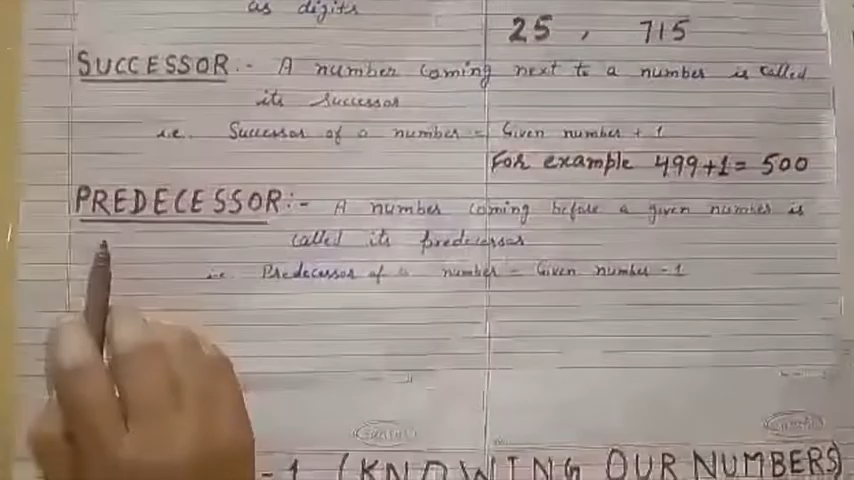 as digits
25 , 715
SUCCESSOR :- A number coming next to a number is called
its successor
i.e. Successor of a number = Given number + 1
For example 499+1 = 500
PREDECESSOR :- A number coming before a given number is
called its predecessor
i.e. Predecessor of a number = Given number - 1
-1 (KNOWING OUR NUMBERS)